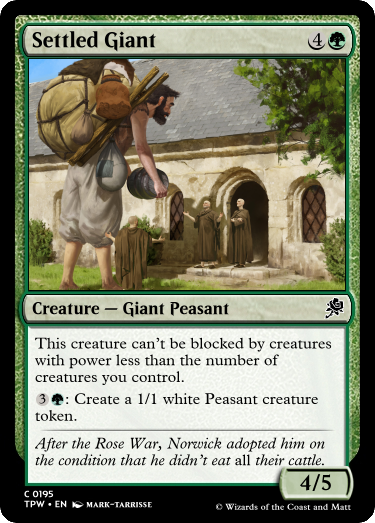 Settled Giant 4
Creature — Giant Peasant
This creature can't be blocked by creatures
with power less than the number of
creatures you control.
3 : Create a 1/1 white Peasant creature
token.
After the Rose War, Norwick adopted him on
the condition that he didn't eat all their cattle.
4/5
C 0195
TPW • EN MARK-TARRISSE
© Wizards of the Coast and Matt